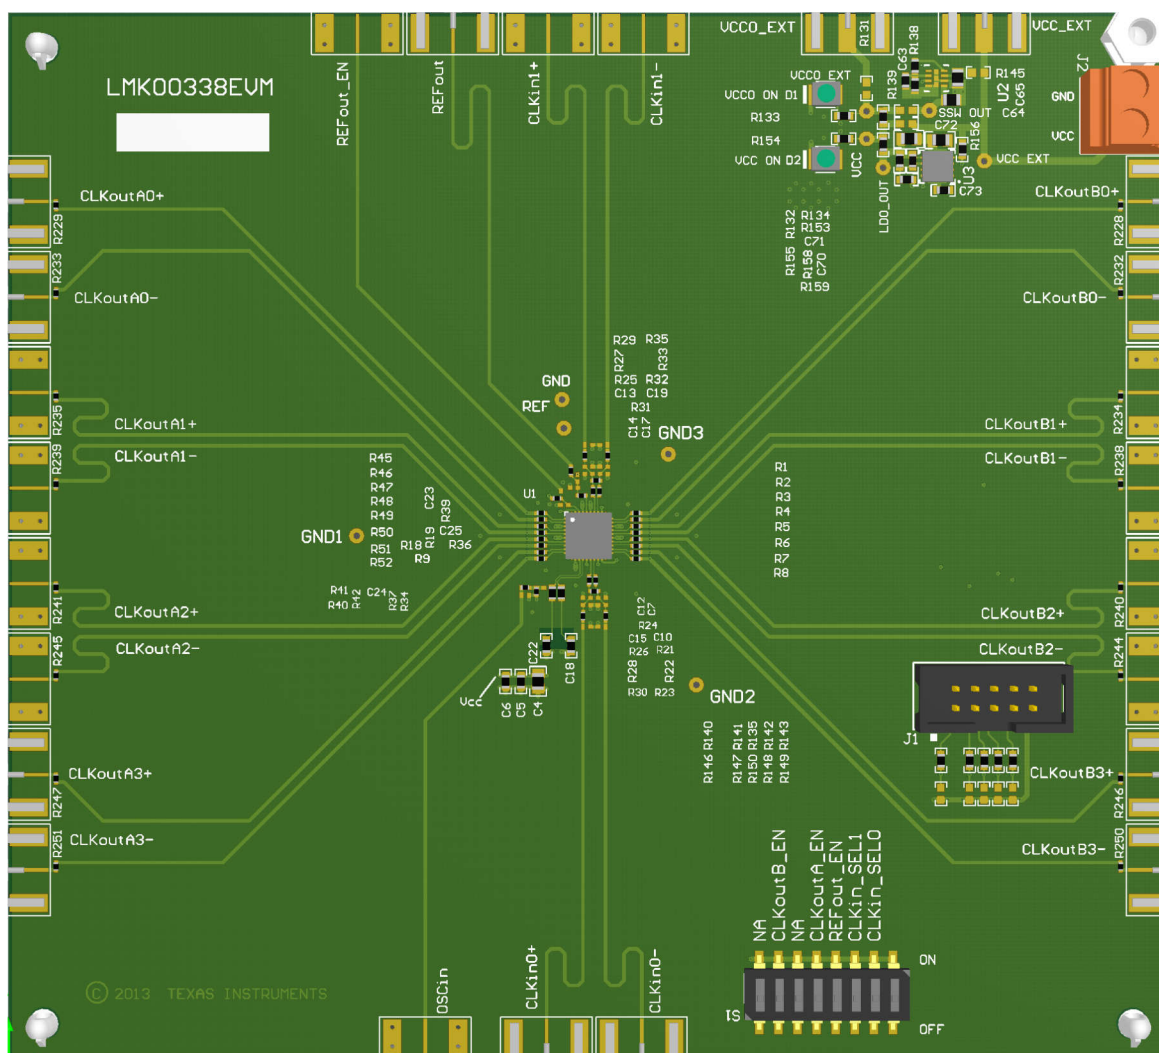 VCCO_EXT
R131
VCC_EXT
J2
LMK00338EVM
REFout_EN
REFout
CLKin1+
CLKin1-
VCCO EXT
VCCO ON D1
R139
C63
R138
R145
U2
C65
C64
GND
VCC
R133
SSW OUT
R154
C72
R156
VCC ON D2
VCC
VCC EXT
U3
C73
LDO_OUT
CLKoutA0+
R229
CLKoutB0+
R228
R132
R134
R153
C71
R155
R158
C70
R159
R233
CLKoutA0-
R232
CLKoutB0-
R29
R35
R27
R33
R25
R32
C13
C19
R31
C14
C17
GND
REF
GND3
R235
CLKoutA1+
R239
CLKoutA1-
R234
CLKoutB1+
R238
CLKoutB1-
R45
R46
R47
R48
R49
R50
R51
R52
C23
R39
R19
C25
R18
R36
R9
GND1
U1
R1
R2
R3
R4
R5
R6
R7
R8
R41
R42
C24
R40
R37
R34
R241
CLKoutA2+
R245
CLKoutA2-
C12
C7
R24
C15
C10
R26
R21
R28
R22
R30
R23
R240
CLKoutB2+
R244
CLKoutB2-
C22
C18
Vcc
C6
C5
C4
GND2
J1
R146
R140
R147
R141
R150
R135
R148
R142
R149
R143
CLKoutA3+
R247
R251
CLKoutA3-
CLKoutB3+
R246
R250
CLKoutB3-
NA
CLKoutB_EN
NA
CLKoutA_EN
REFout_EN
CLKin_SEL1
CLKin_SEL0
ON
S1
OFF
© 2013 TEXAS INSTRUMENTS
OSCin
CLKin0+
CLKin0-